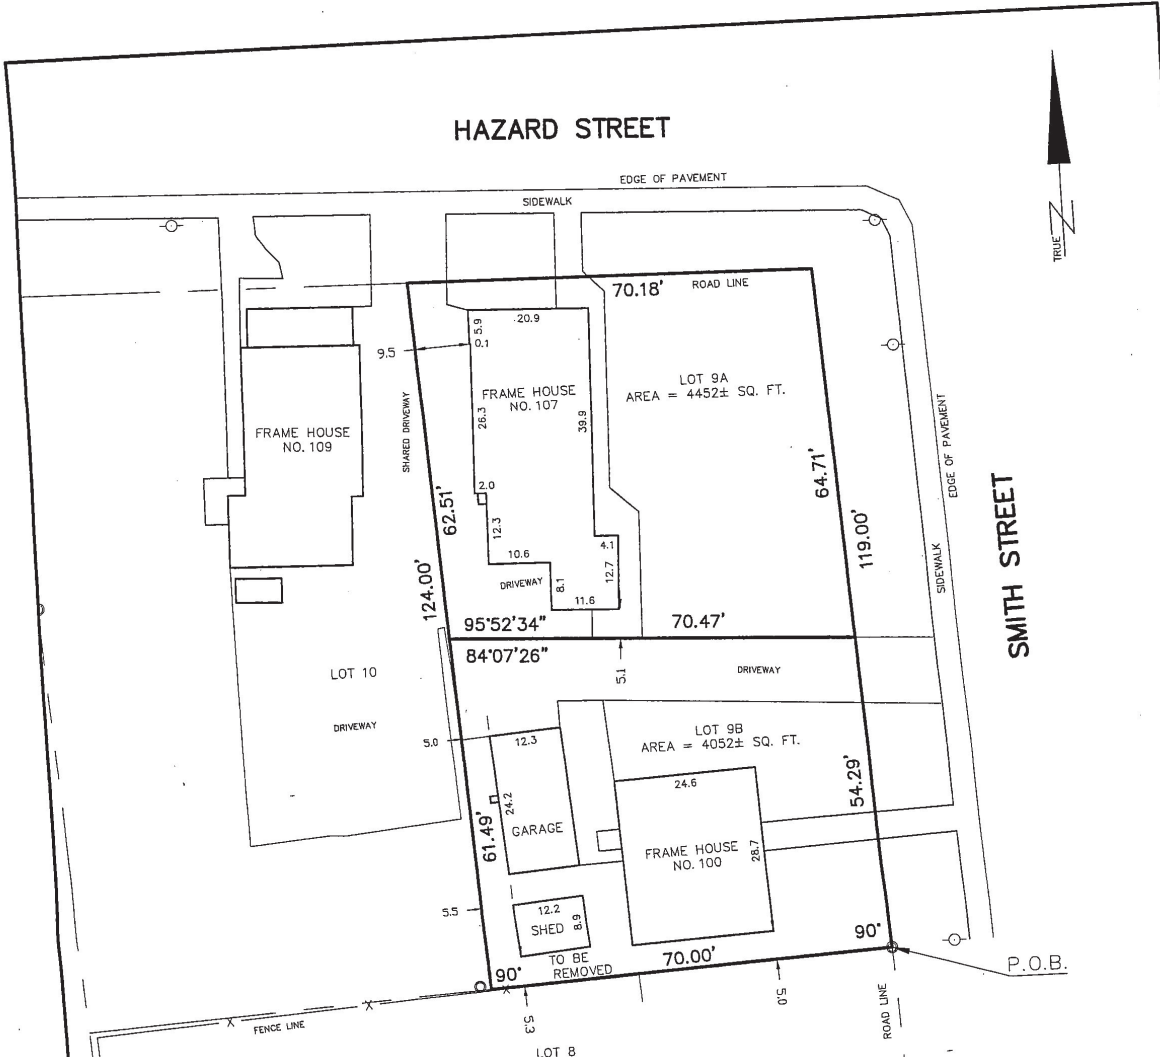 HAZARD STREET
EDGE OF PAVEMENT
SIDEWALK
TRUE
N
70.18'
ROAD LINE
5.9
20.9
0.1
9.5
LOT 9A
AREA = 4452± SQ. FT.
FRAME HOUSE
NO. 107
FRAME HOUSE
NO. 109
SHARED DRIVEWAY
26.3
39.9
EDGE OF PAVEMENT
64.71'
62.51'
2.0
12.3
4.1
12.7
119.00'
SIDEWALK
SMITH STREET
10.6
DRIVEWAY
8.1
11.6
124.00'
95°52'34"
70.47'
84°07'26"
5.1
DRIVEWAY
LOT 10
DRIVEWAY
5.0
12.3
LOT 9B
AREA = 4052± SQ. FT.
54.29'
24.2
24.6
61.49'
GARAGE
FRAME HOUSE
NO. 100
28.7
5.5
12.2
SHED
8.9
90°
TO BE
REMOVED
70.00'
90°
P.O.B.
5.3
5.0
ROAD LINE
X
X
X
FENCE LINE
LOT 8